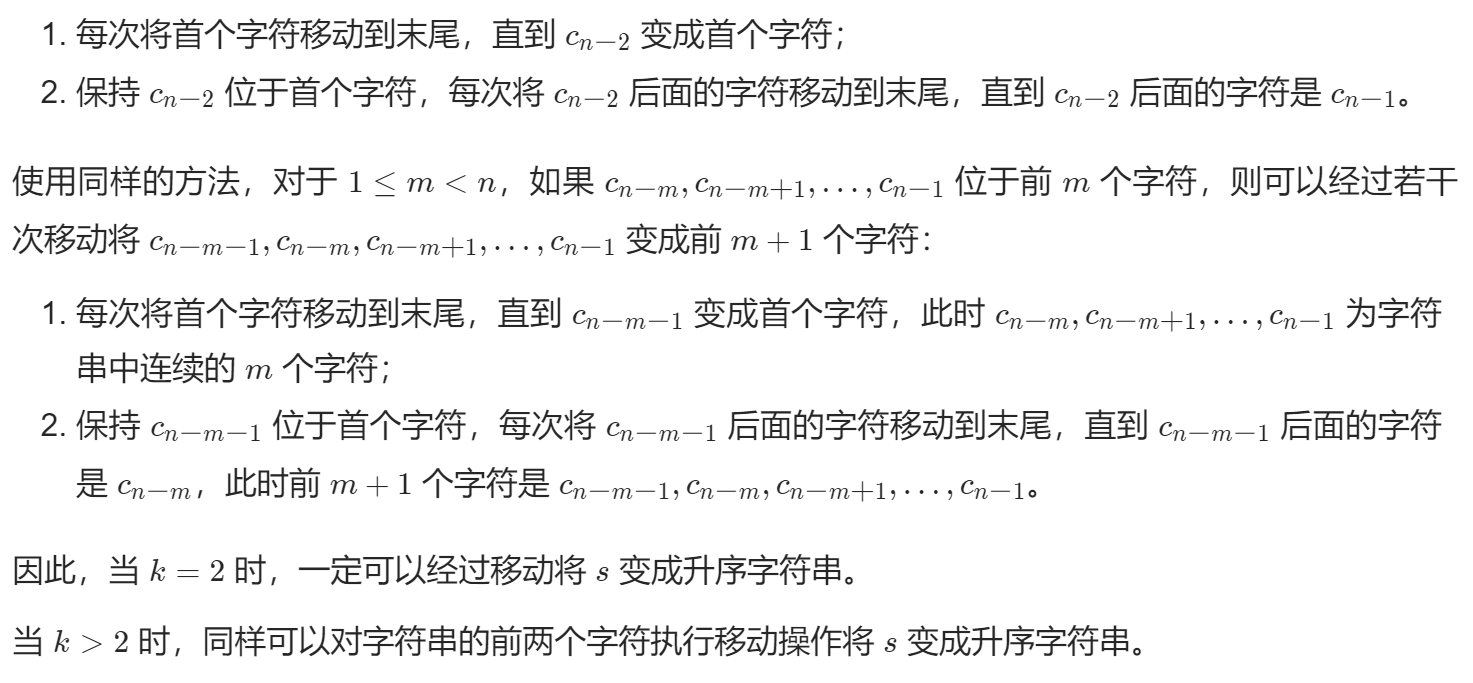 1. 每次将首个字符移动到末尾，直到 $c_{n-2}$ 变成首个字符；
2. 保持 $c_{n-2}$ 位于首个字符，每次将 $c_{n-2}$ 后面的字符移动到末尾，直到 $c_{n-2}$ 后面的字符是 $c_{n-1}$。
使用同样的方法，对于 $1 \leq m < n$，如果 $c_{n-m}, c_{n-m+1}, \ldots, c_{n-1}$ 位于前 $m$ 个字符，则可以经过若干
次移动将 $c_{n-m-1}, c_{n-m}, c_{n-m+1}, \ldots, c_{n-1}$ 变成前 $m+1$ 个字符：
1. 每次将首个字符移动到末尾，直到 $c_{n-m-1}$ 变成首个字符，此时 $c_{n-m}, c_{n-m+1}, \ldots, c_{n-1}$ 为字符
串中连续的 $m$ 个字符；
2. 保持 $c_{n-m-1}$ 位于首个字符，每次将 $c_{n-m-1}$ 后面的字符移动到末尾，直到 $c_{n-m-1}$ 后面的字符
是 $c_{n-m}$，此时前 $m+1$ 个字符是 $c_{n-m-1}, c_{n-m}, c_{n-m+1}, \ldots, c_{n-1}$。
因此，当 $k = 2$ 时，一定可以经过移动将 $s$ 变成升序字符串。
当 $k > 2$ 时，同样可以对字符串的前两个字符执行移动操作将 $s$ 变成升序字符串。